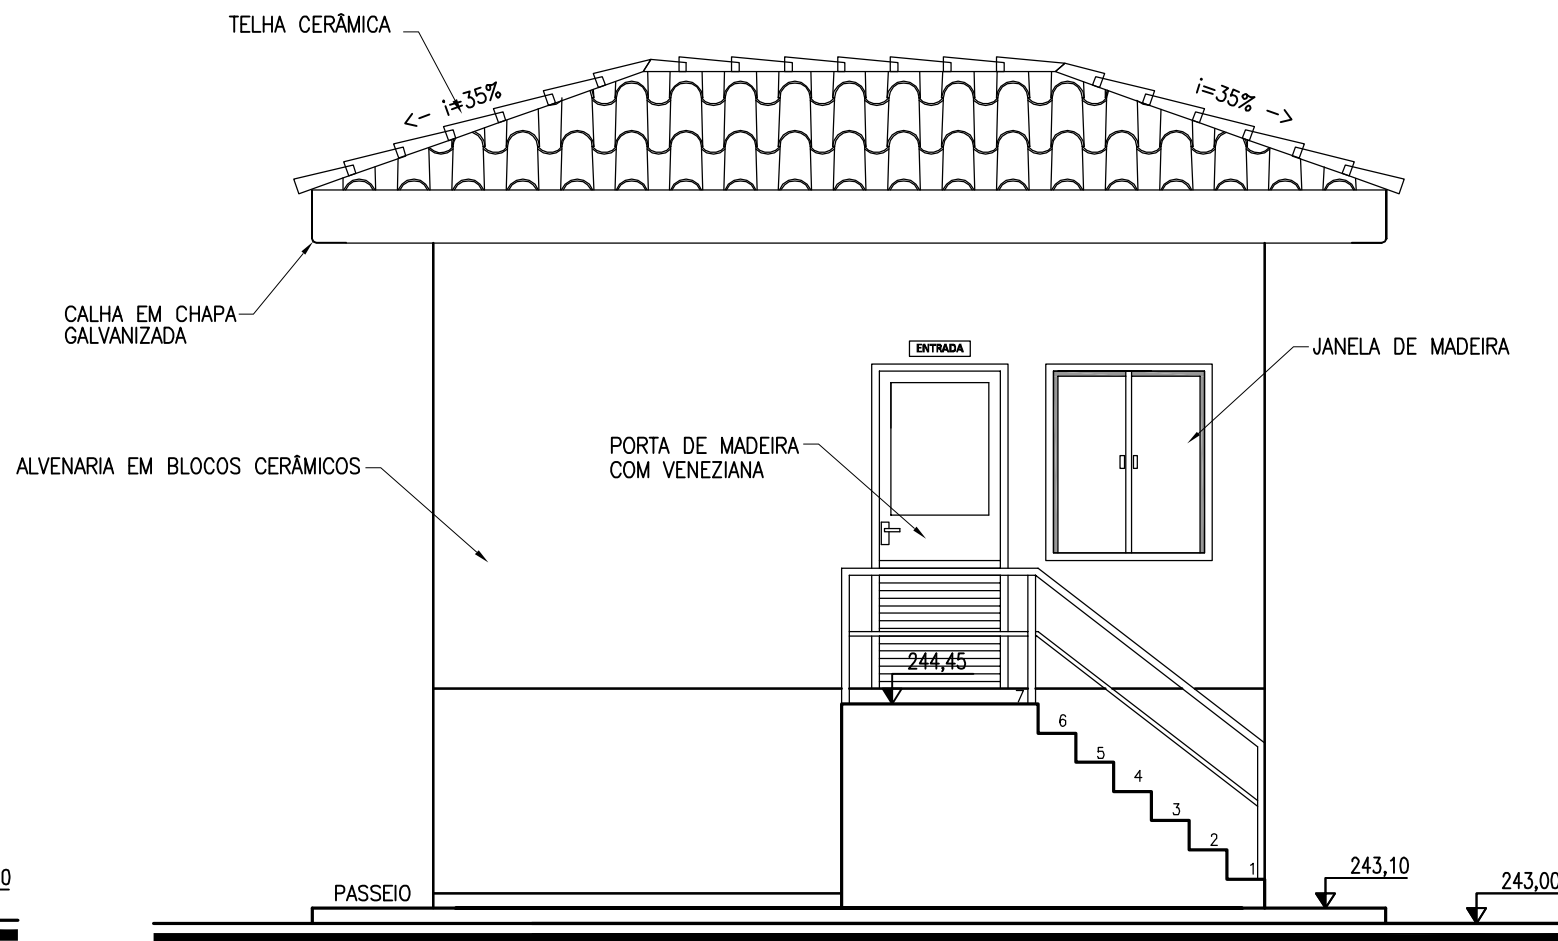 TELHA CERÂMICA
i=35%
i=35%
CALHA EM CHAPA
GALVANIZADA
ENTRADA
JANELA DE MADEIRA
PORTA DE MADEIRA
COM VENEZIANA
ALVENARIA EM BLOCOS CERÂMICOS
244,45
7
6
5
4
3
2
1
243,10
243,00
PASSEIO
0